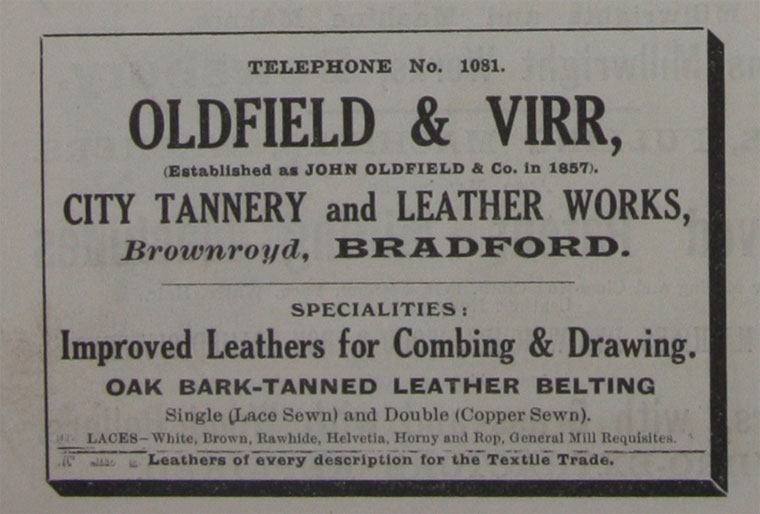 TELEPHONE No. 1081.
OLDFIELD & VIRR,
(Established as JOHN OLDFIELD & Co. in 1857).
CITY TANNERY and LEATHER WORKS,
Brownroyd, BRADFORD.
SPECIALITIES:
Improved Leathers for Combing & Drawing.
OAK BARK-TANNED LEATHER BELTING
Single (Lace Sewn) and Double (Copper Sewn).
LACES—White, Brown, Rawhide, Helvetia, Horny and Rop, General Mill Requisites.
Leathers of every description for the Textile Trade.